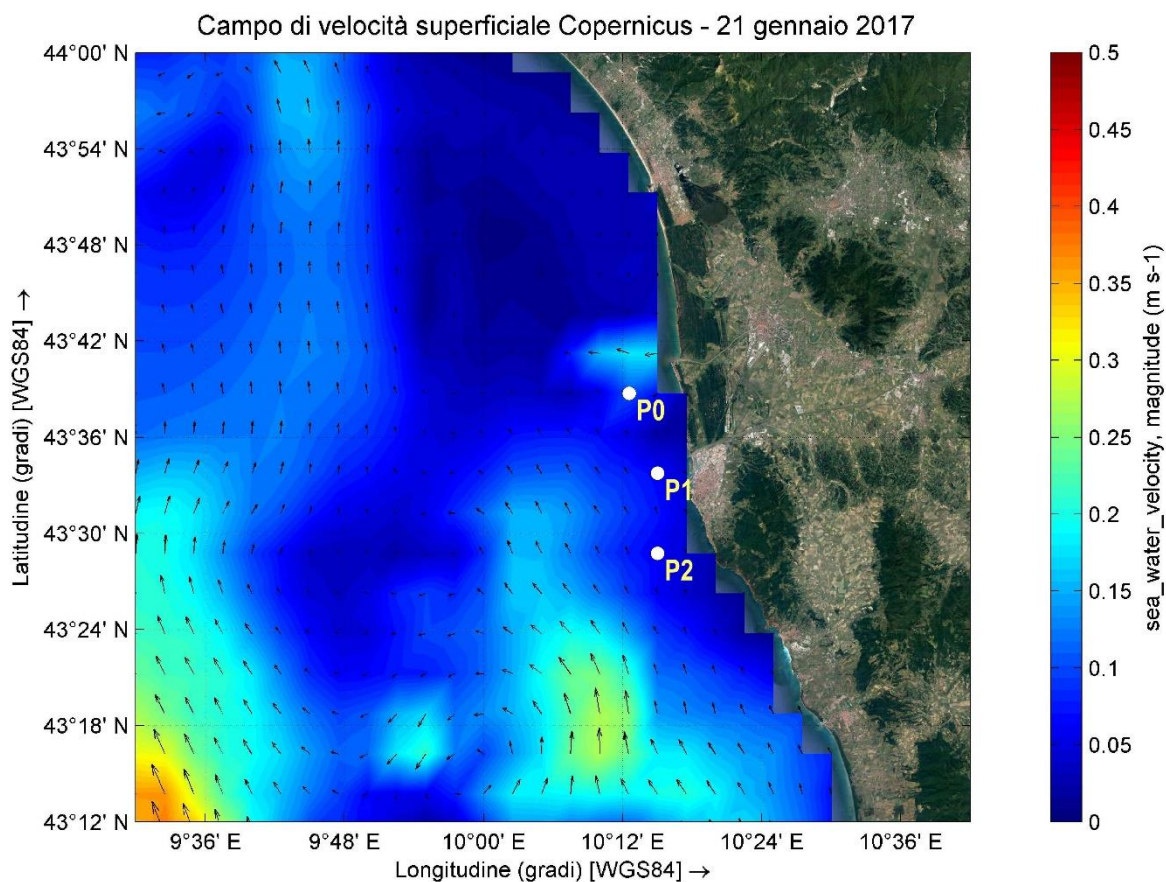 Campo di velocità superficiale Copernicus - 21 gennaio 2017
44°00' N
43°54' N
43°48' N
43°42' N
43°36' N
43°30' N
43°24' N
43°18' N
43°12' N
Latitudine (gradi) [WGS84] →
P0
P1
P2
9°36' E
9°48' E
10°00' E
10°12' E
10°24' E
10°36' E
Longitudine (gradi) [WGS84] →
0.5
0.45
0.4
0.35
0.3
0.25
0.2
0.15
0.1
0.05
0
sea_water_velocity, magnitude (m s-1)